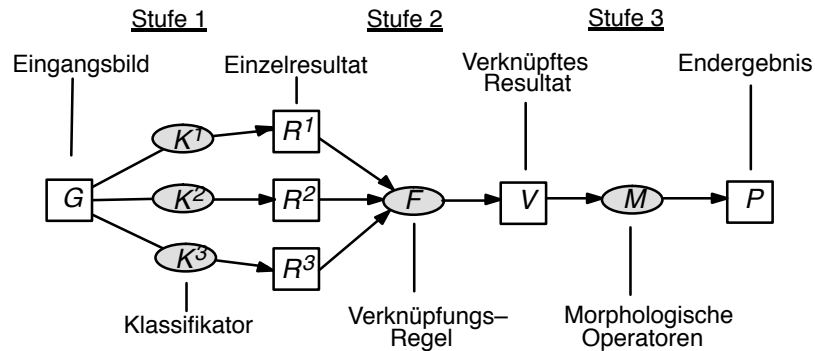 Stufe 1 Stufe 2 Stufe 3
Eingangsbild
Einzelresultat
Verknüpftes
Resultat
Endergebnis
K¹
R¹
G
K²
R²
F
V
M
P
K³
R³
Klassifikator
Verknüpfungs–
Regel
Morphologische
Operatoren